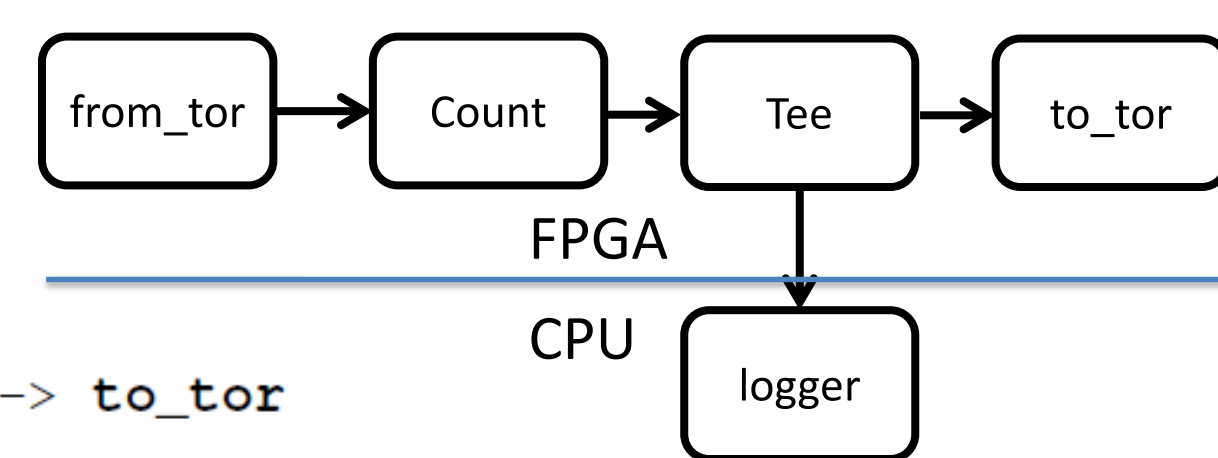 from_tor
Count
Tee
to_tor
FPGA
CPU
logger
-> to_tor